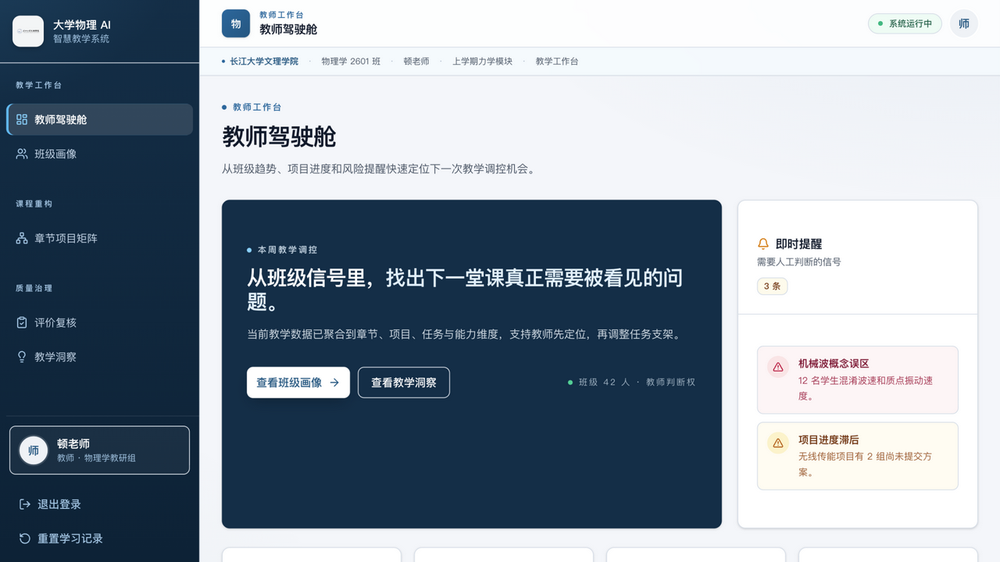 大学物理 AI
智慧教学系统
教学工作台
教师驾驶舱
班级画像
课程重构
章节项目矩阵
质量治理
评价复核
教学洞察
师
顿老师
教师 · 物理学教研组
退出登录
重置学习记录
物
教师工作台
教师驾驶舱
系统运行中
师
长江大学文理学院 · 物理学 2601 班 · 顿老师 · 上学期力学模块 · 教学工作台
教师工作台
教师驾驶舱
从班级趋势、项目进度和风险提醒快速定位下一次教学调控机会。
本周教学调控
从班级信号里，找出下一堂课真正需要被看见的问
题。
当前教学数据已聚合到章节、项目、任务与能力维度，支持教师先定位，再调整任务支架。
查看班级画像
查看教学洞察
班级 42 人 · 教师判断权
即时提醒
需要人工判断的信号
3 条
机械波概念误区
12 名学生混淆波速和质点振动速
度。
项目进度滞后
无线传能项目有 2 组尚未提交方
案。